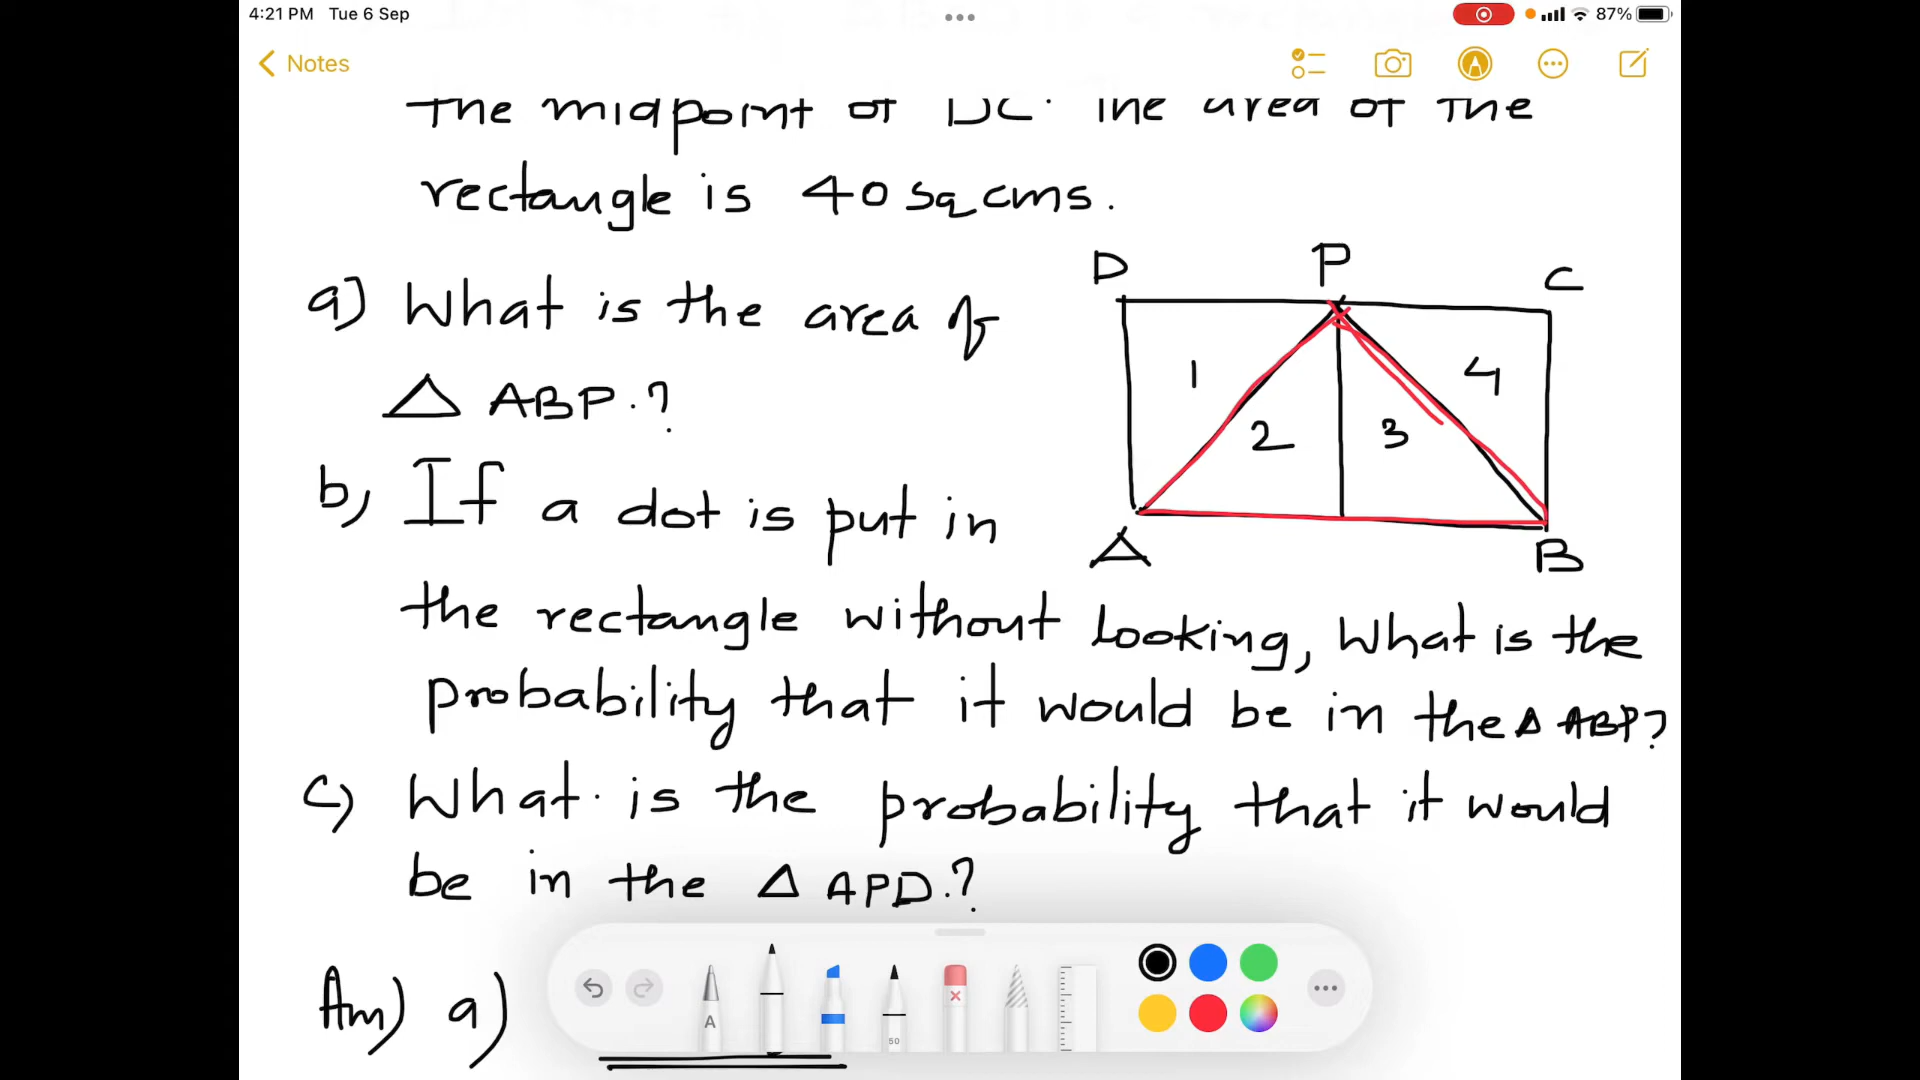 4:21 PM Tue 6 Sep
87%
Notes
The midpoint of DC. The area of the
rectangle is 40 sq cms.
D P C
a) What is the area of
△ ABP.?
1 4
2 3
b) If a dot is put in
A B
the rectangle without looking, What is the
probability that it would be in the △ ABP?
c) What is the probability that it would
be in the △ APD.?
a)
A
50